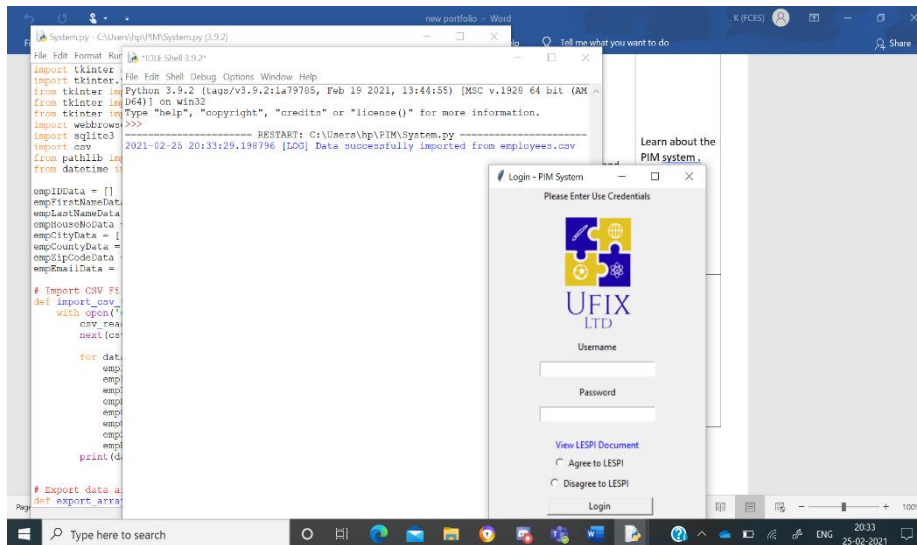 new portfolio - Word
. K (FCES)
Tell me what you want to do
Share
System.py - C:\Users\hp\PIM\System.py (3.9.2)
File Edit Format Run
import tkinter
import tkinter.
from tkinter im
from tkinter im
from tkinter im
import webbrows
import sqlite3
import csv
from pathlib im
from datetime i
empIDData = []
empFirstNameData
empLastNameData
empHouseNoData
empCityData = [
empCountyData =
empZipCodeData
empEmailData =
# Import CSV Fi
def import_csv_
with open('
csv_rea
next(cs
for dat
emp
emp
emp
emp
emp
emp
emp
emp
print(d
# Export data a
def export_arra
*IDLE Shell 3.9.2*
File Edit Shell Debug Options Window Help
Python 3.9.2 (tags/v3.9.2:1a79785, Feb 19 2021, 13:44:55) [MSC v.1928 64 bit (AM
D64)] on win32
Type "help", "copyright", "credits" or "license()" for more information.
>>>
====================== RESTART: C:\Users\hp\PIM\System.py ======================
2021-02-25 20:33:29.198796 [LOG] Data successfully imported from employees.csv
Learn about the
PIM system .
Login - PIM System
Please Enter Use Credentials
UFIX
LTD
Username
Password
View LESPI Document
Agree to LESPI
Disagree to LESPI
Login
Type here to search
ENG
20:33
25-02-2021